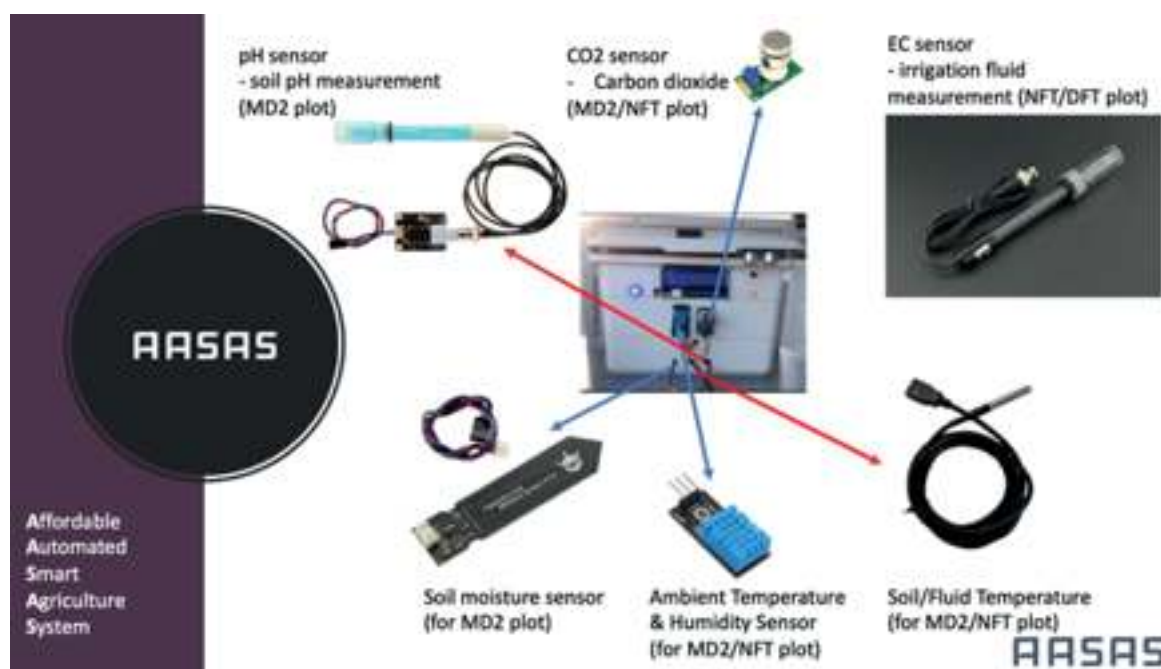 pH sensor
- soil pH measurement
(MD2 plot)
CO2 sensor
- Carbon dioxide
(MD2/NFT plot)
EC sensor
- irrigation fluid
measurement (NFT/DFT plot)
AASAS
Affordable
Automated
Smart
Agriculture
System
Soil moisture sensor
(for MD2 plot)
Ambient Temperature
& Humidity Sensor
(for MD2/NFT plot)
Soil/Fluid Temperature
(for MD2/NFT plot)
AASAS